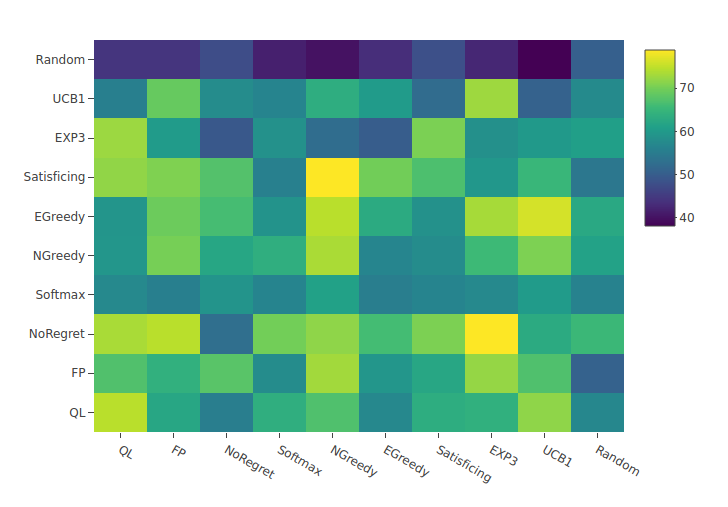 Random
UCB1
EXP3
Satisficing
EGreedy
NGreedy
Softmax
NoRegret
FP
QL
QL
FP
NoRegret
Softmax
NGreedy
EGreedy
Satisficing
EXP3
UCB1
Random
70
60
50
40